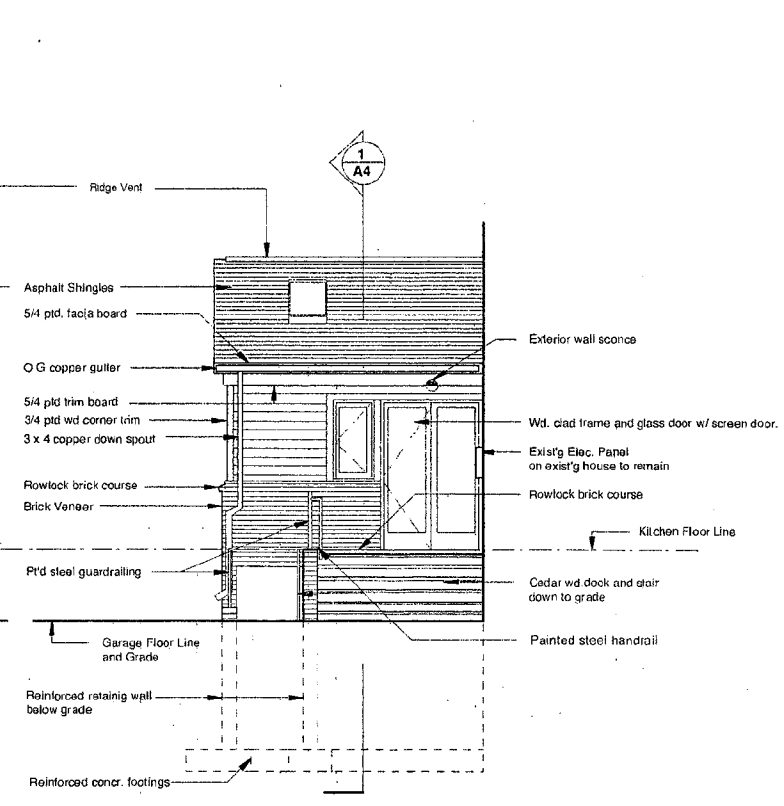 1
A4
Ridge Vent
Asphalt Shingles
5/4 ptd. facia board
Exterior wall sconce
O G copper gutter
5/4 ptd trim board
3/4 ptd wd corner trim
3 x 4 copper down spout
Wd. clad frame and glass door w/ screen door.
Exist'g Elec. Panel
on exist'g house to remain
Rowlock brick course
Rowlock brick course
Brick Veneer
Kitchen Floor Line
Pt'd steel guardrailing
Cedar wd.deck and stair
down to grade
Garage Floor Line
and Grade
Painted steel handrail
Reinforced retainig wall
below grade
Reinforced concr. footings